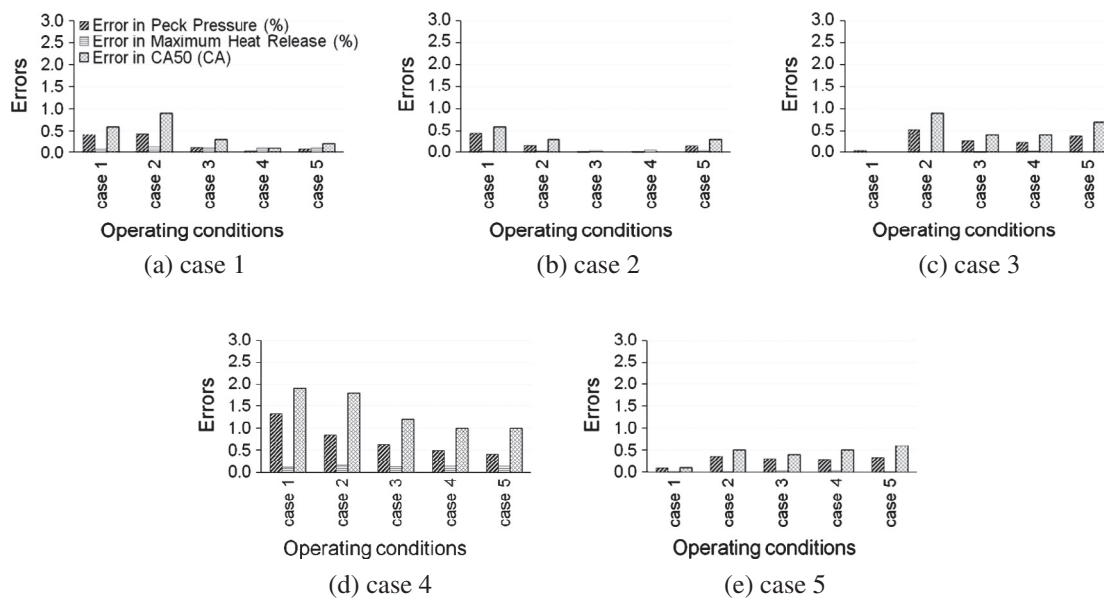 3.0
2.5
2.0
1.5
1.0
0.5
0.0
Errors
Error in Peck Pressure (%)
Error in Maximum Heat Release (%)
Error in CA50 (CA)
case 1
case 2
case 3
case 4
case 5
Operating conditions
(a) case 1
3.0
2.5
2.0
1.5
1.0
0.5
0.0
Errors
case 1
case 2
case 3
case 4
case 5
Operating conditions
(b) case 2
3.0
2.5
2.0
1.5
1.0
0.5
0.0
Errors
case 1
case 2
case 3
case 4
case 5
Operating conditions
(c) case 3
3.0
2.5
2.0
1.5
1.0
0.5
0.0
Errors
case 1
case 2
case 3
case 4
case 5
Operating conditions
(d) case 4
3.0
2.5
2.0
1.5
1.0
0.5
0.0
Errors
case 1
case 2
case 3
case 4
case 5
Operating conditions
(e) case 5